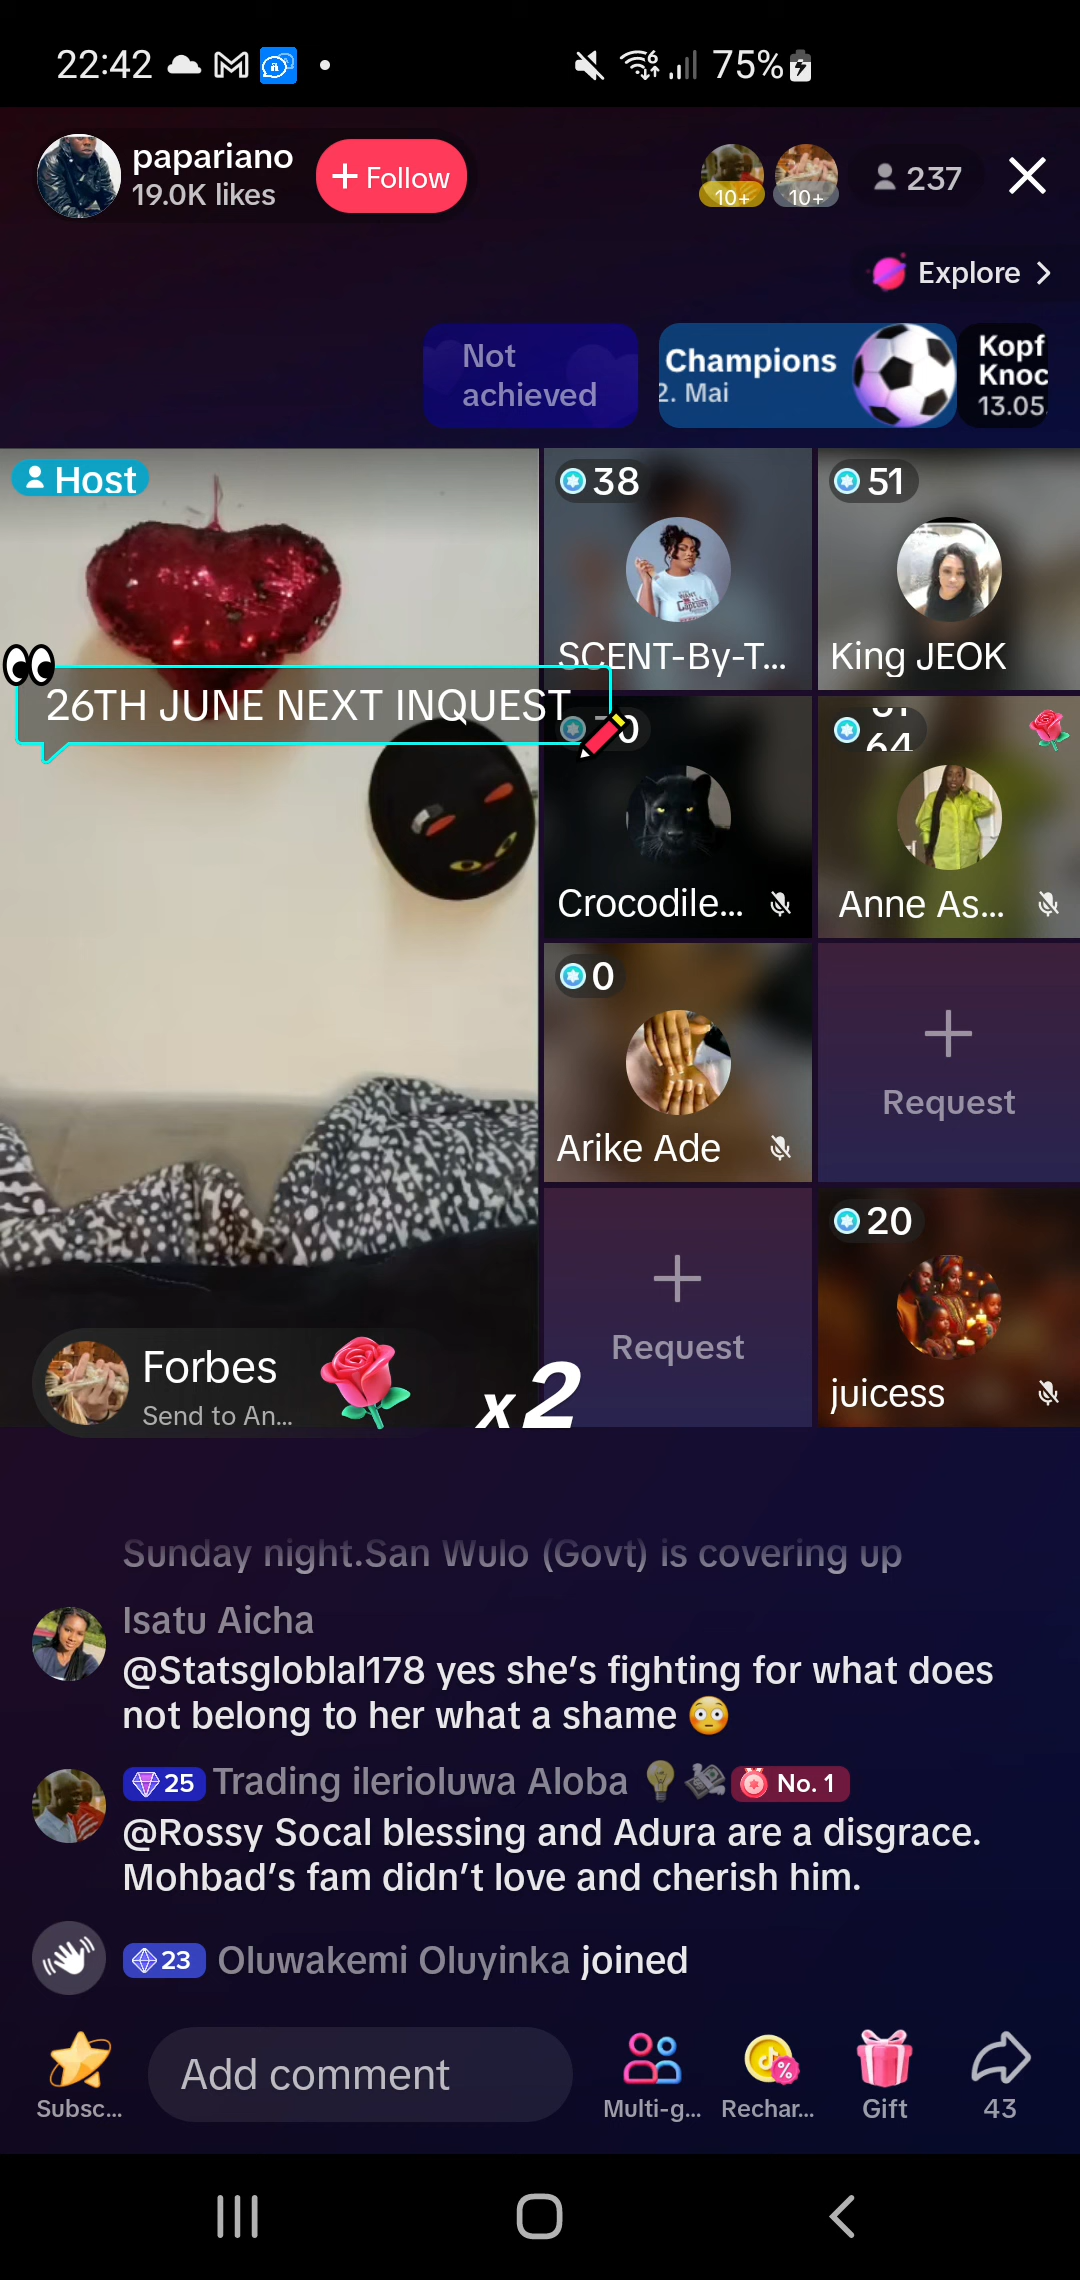 22:42
75%
papariano
19.0K likes
+ Follow
10+
10+
237
Explore
Not
achieved
Champions
2. Mai
Kopf
Knoc
13.05.
Host
38
SCENT-By-T...
51
King JEOK
26TH JUNE NEXT INQUEST
0
Crocodile...
64
Anne As...
0
Arike Ade
Request
Request
20
juicess
Forbes
Send to An...
x2
Sunday night.San Wulo (Govt) is covering up
Isatu Aicha
@Statsgloblal178 yes she’s fighting for what does
not belong to her what a shame 😳
25 Trading ilerioluwa Aloba 💡💸 No. 1
@Rossy Socal blessing and Adura are a disgrace.
Mohbad’s fam didn’t love and cherish him.
23 Oluwakemi Oluyinka joined
Add comment
Subsc...
Multi-g...
Rechar...
Gift
43